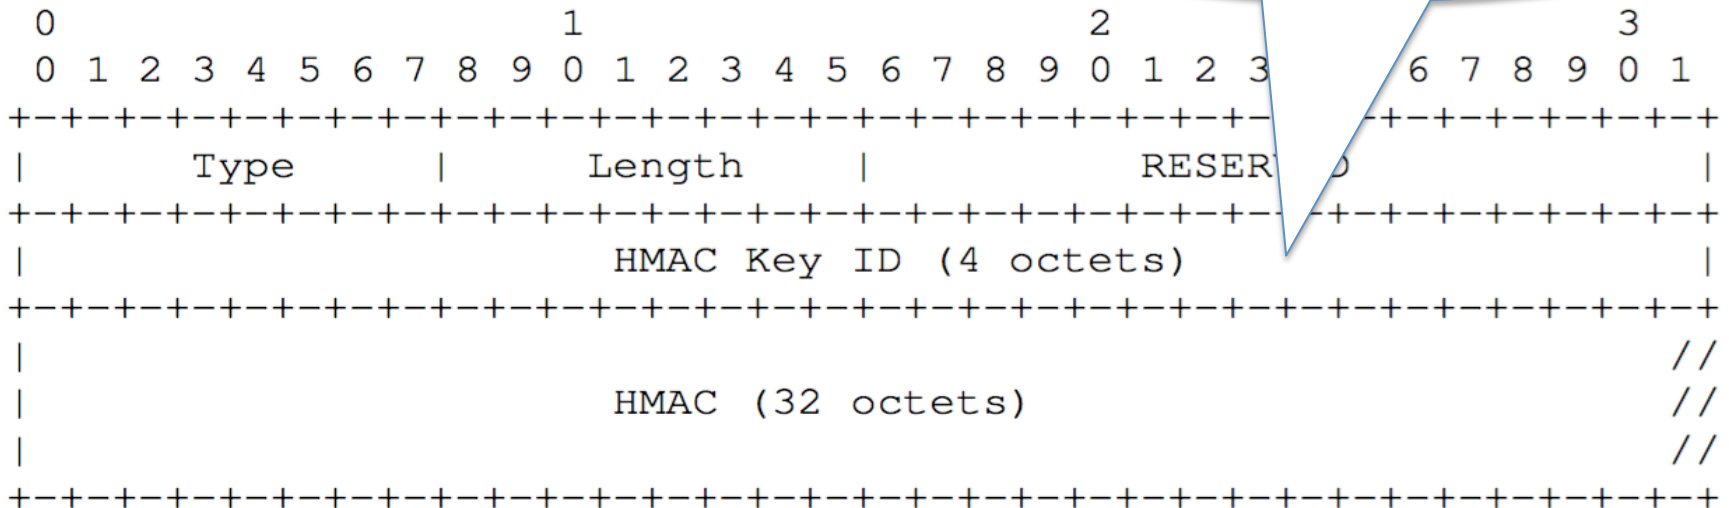 0 1 2 3
0 1 2 3 4 5 6 7 8 9 0 1 2 3 4 5 6 7 8 9 0 1 2 3 6 7 8 9 0 1
+-+-+-+-+-+-+-+-+-+-+-+-+-+-+-+-+-+-+-+-+-+-+-+- -+-+-+-+-+-+-+
| Type | Length | |
+-+-+-+-+-+-+-+-+-+-+-+-+-+-+-+-+-+-+-+-+-+-+-+- -+-+-+-+-+-+-+-+
| HMAC Key ID (4 octets) |
+-+-+-+-+-+-+-+-+-+-+-+-+-+-+-+-+-+-+-+-+-+-+-+-+-+-+-+-+-+-+-+-+
| //
| HMAC (32 octets) //
| //
+-+-+-+-+-+-+-+-+-+-+-+-+-+-+-+-+-+-+-+-+-+-+-+-+-+-+-+-+-+-+-+-+